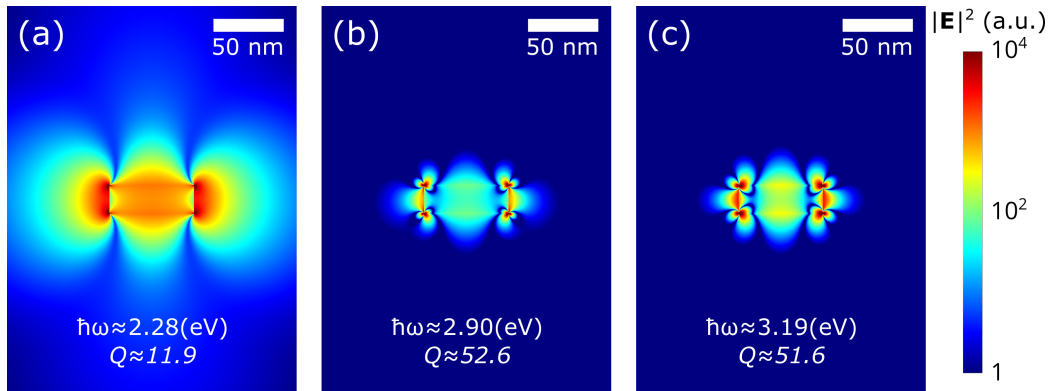 (a)
50 nm
ħω≈2.28(eV)
Q≈11.9
(b)
50 nm
ħω≈2.90(eV)
Q≈52.6
(c)
50 nm
ħω≈3.19(eV)
Q≈51.6
|E|² (a.u.)
10⁴
10²
1